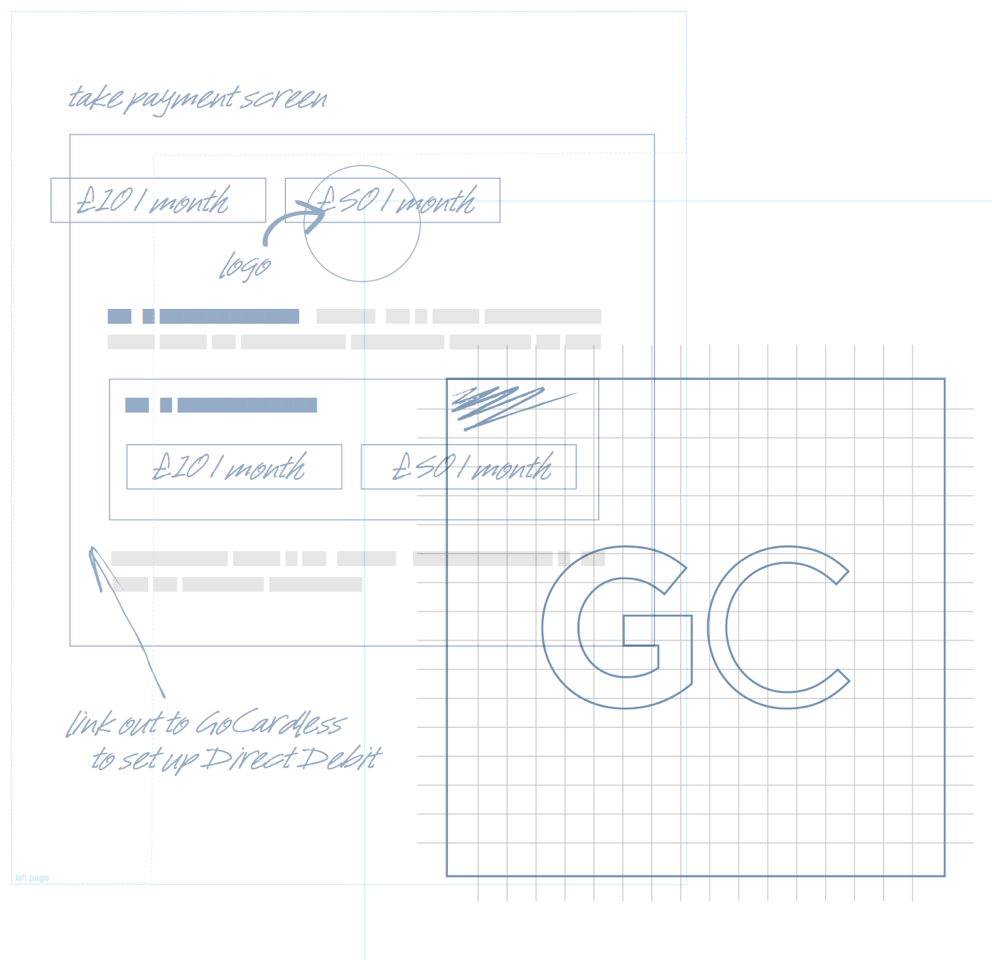 take payment screen
£10 / month
£50 / month
logo
£10 / month
£50 / month
GC
link out to GoCardless
to set up Direct Debit
left page